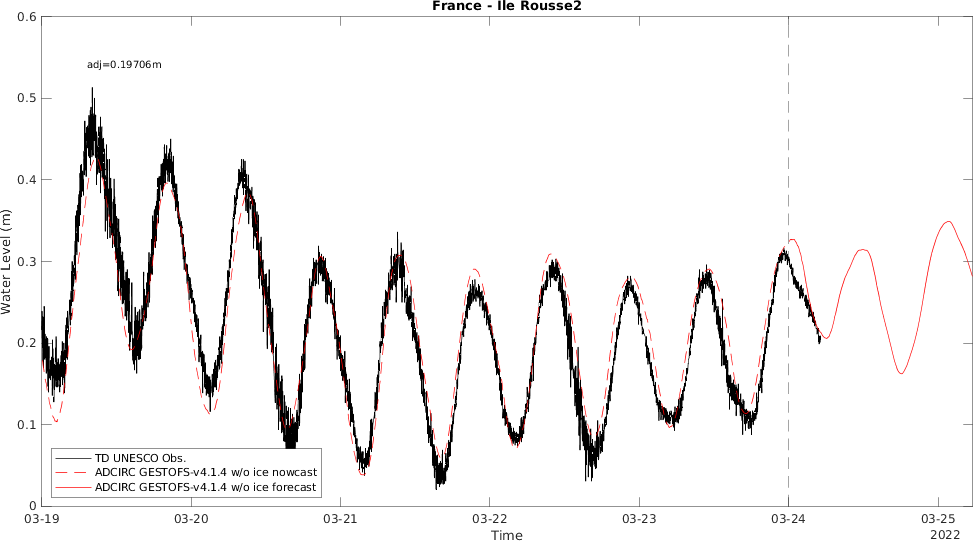 France - Ile Rousse2
adj=0.19706m
0.6
0.5
0.4
0.3
0.2
0.1
0
Water Level (m)
TD UNESCO Obs.
ADCIRC GESTOFS-v4.1.4 w/o ice nowcast
ADCIRC GESTOFS-v4.1.4 w/o ice forecast
03-19 03-20 03-21 03-22 03-23 03-24 03-25
Time
2022